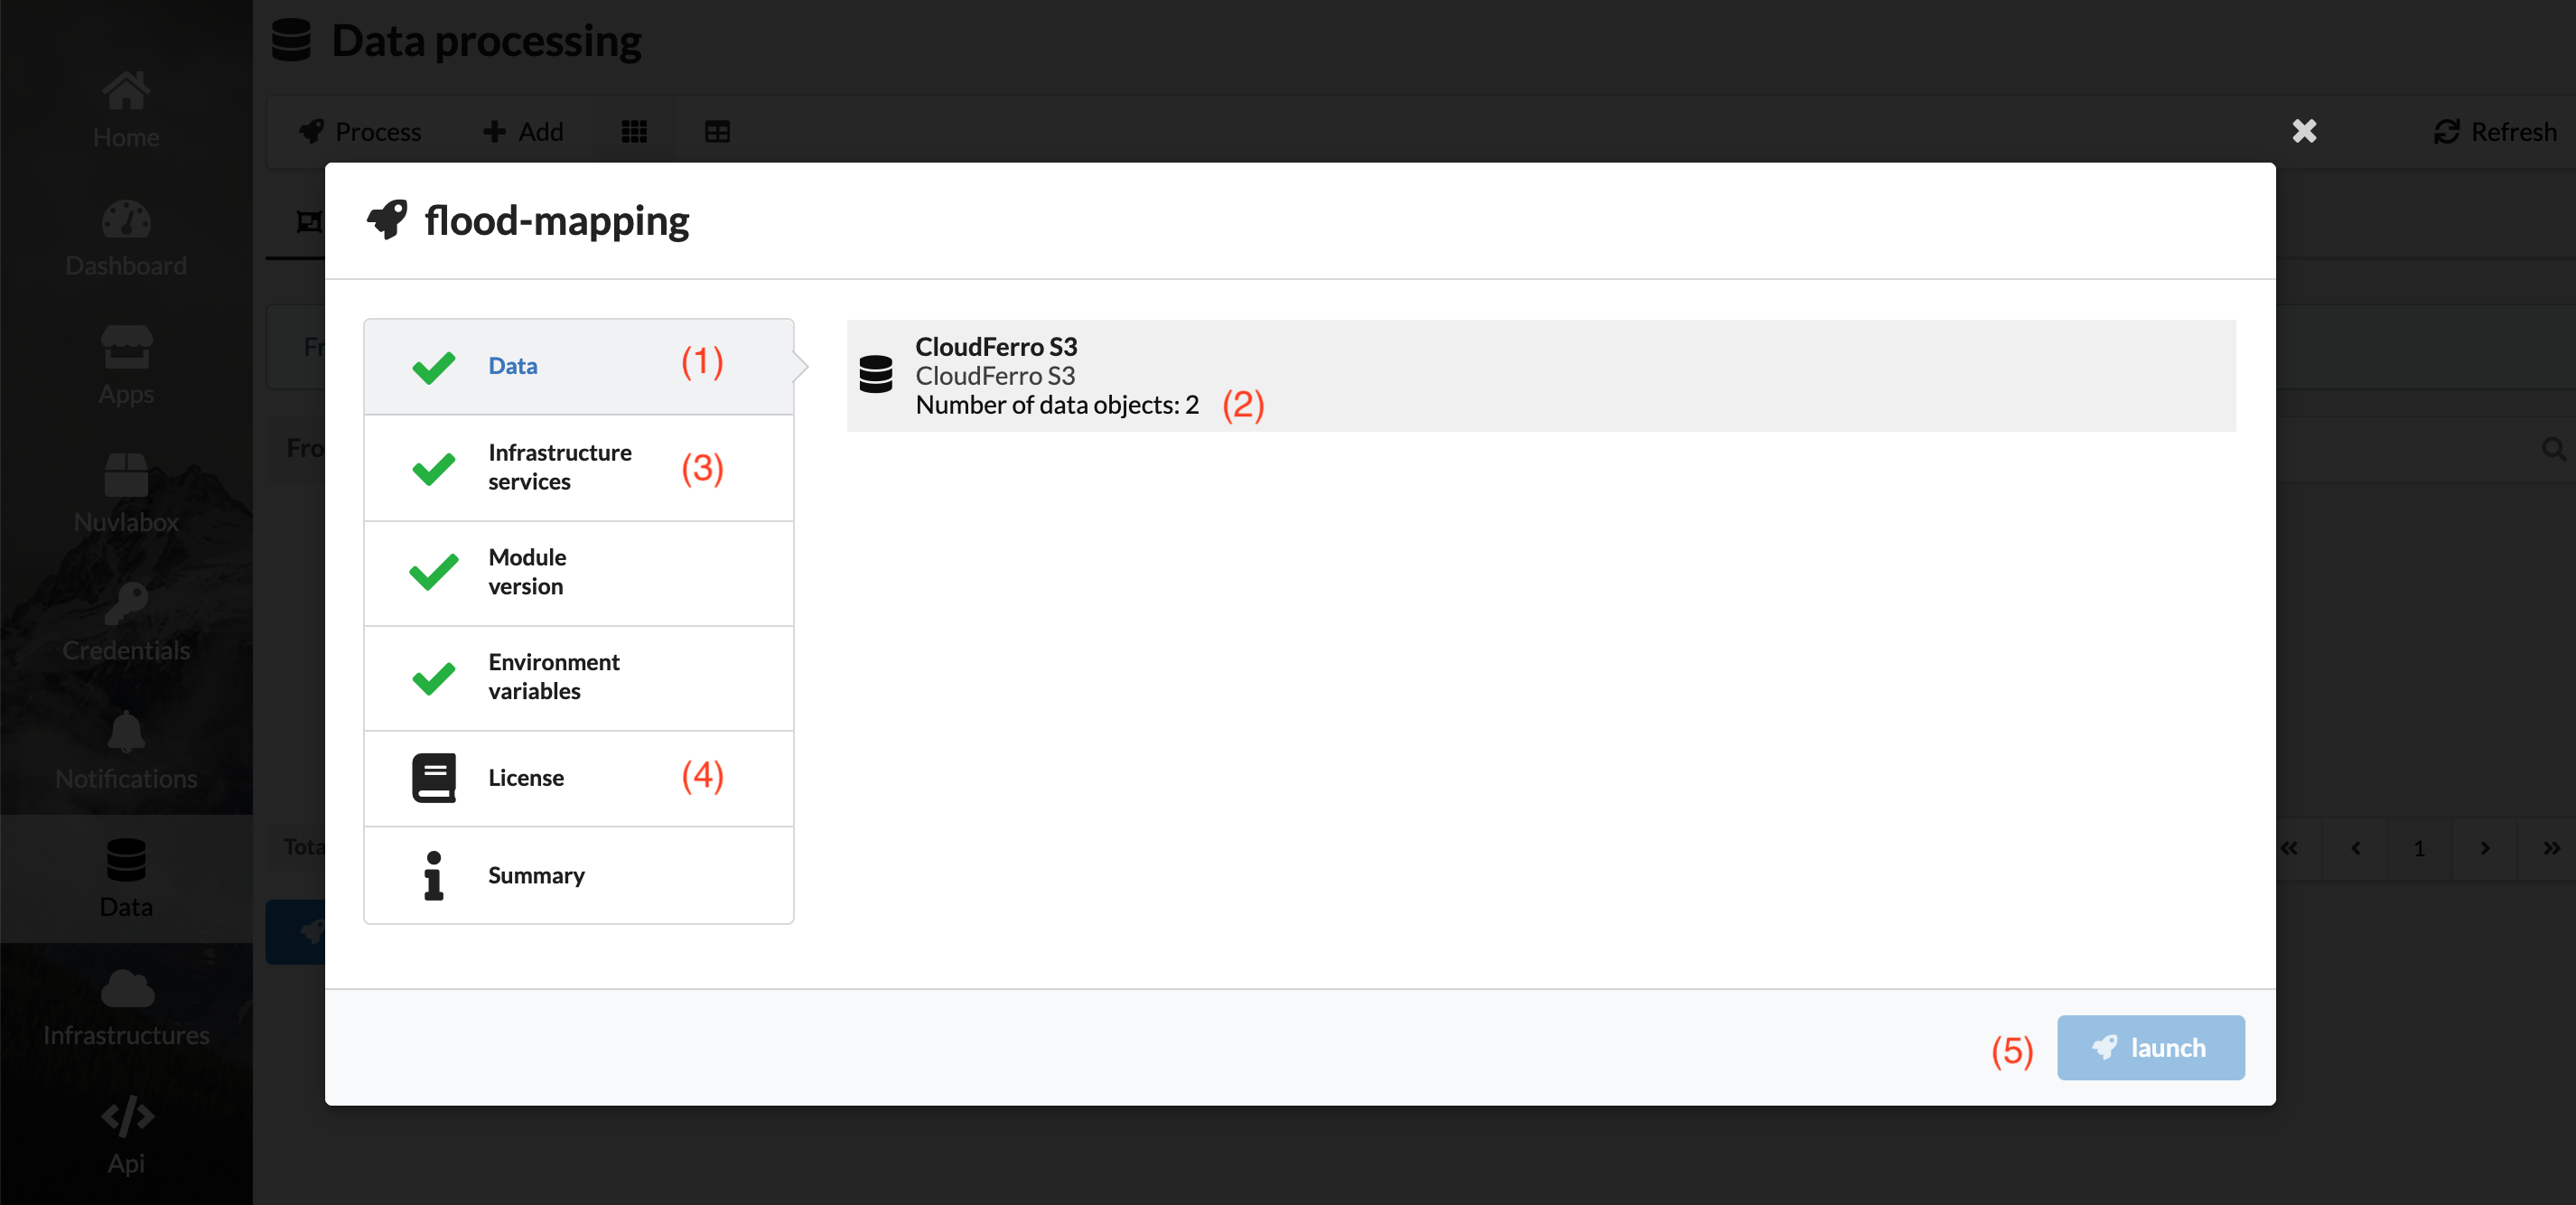 Data processing
Home
Process
Add
Refresh
flood-mapping
Dashboard
Fr
Data (1)
CloudFerro S3
CloudFerro S3
Number of data objects: 2 (2)
Apps
Fro
Infrastructure
services
(3)
Nuvlabox
Module
version
Credentials
Environment
variables
Notifications
License (4)
Tota
1
Summary
Data
Infrastructures
(5) launch
Api